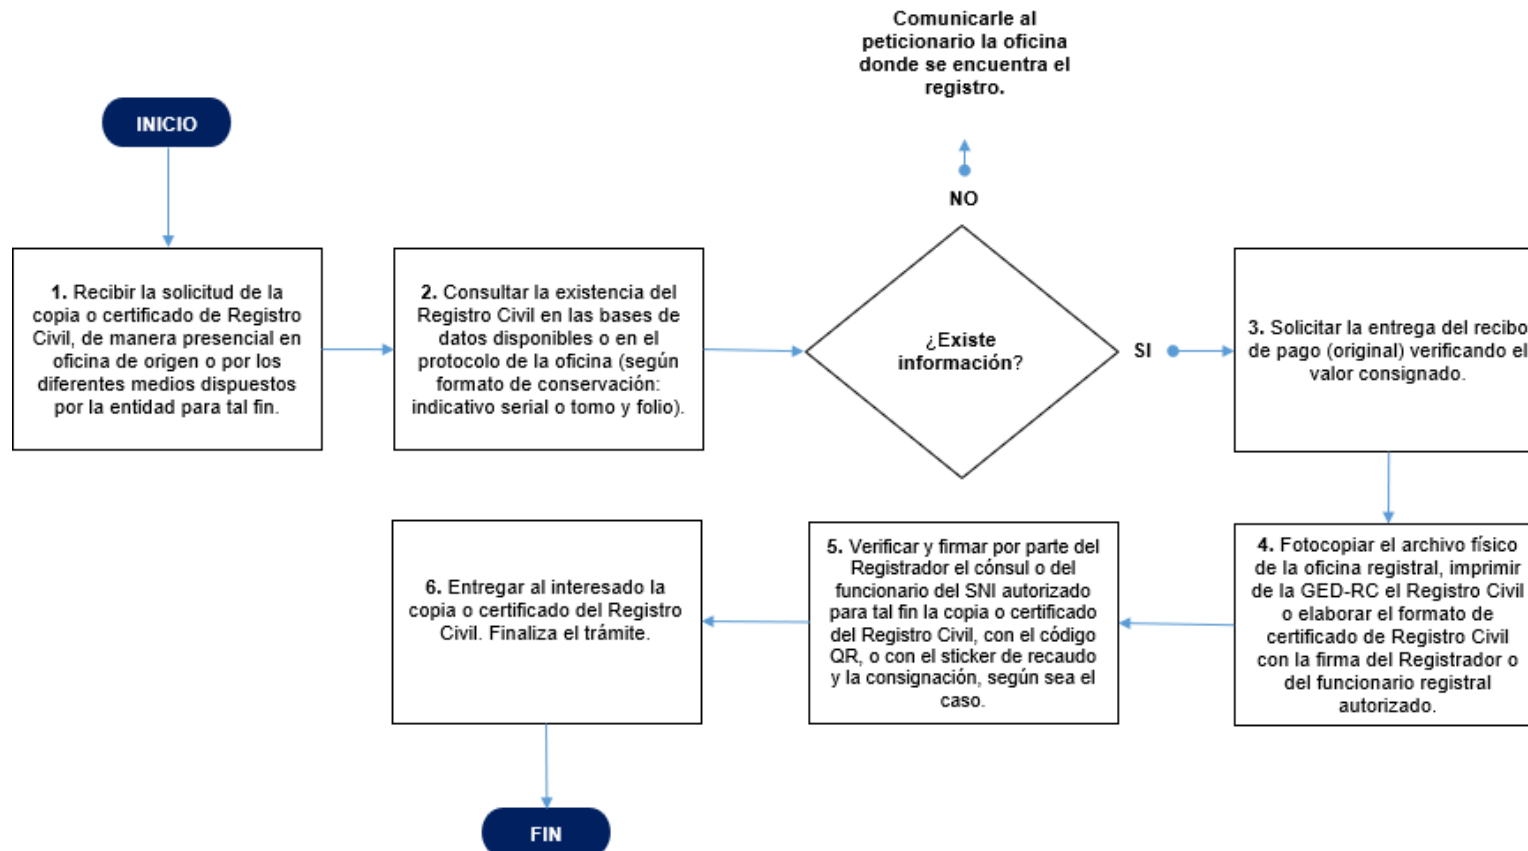 Comunicarle al
peticionario la oficina
donde se encuentra el
registro.
INICIO
NO
1. Recibir la solicitud de la
copia o certificado de Registro
Civil, de manera presencial en
oficina de origen o por los
diferentes medios dispuestos
por la entidad para tal fin.
2. Consultar la existencia del
Registro Civil en las bases de
datos disponibles o en el
protocolo de la oficina (según
formato de conservación:
indicativo serial o tomo y folio).
¿Existe
información?
SI
3. Solicitar la entrega del recibo
de pago (original) verificando el
valor consignado.
4. Fotocopiar el archivo físico
de la oficina registral, imprimir
de la GED-RC el Registro Civil
o elaborar el formato de
certificado de Registro Civil
con la firma del Registrador o
del funcionario registral
autorizado.
5. Verificar y firmar por parte del
Registrador el cónsul o del
funcionario del SNI autorizado
para tal fin la copia o certificado
del Registro Civil, con el código
QR, o con el sticker de recaudo
y la consignación, según sea el
caso.
6. Entregar al interesado la
copia o certificado del Registro
Civil. Finaliza el trámite.
FIN